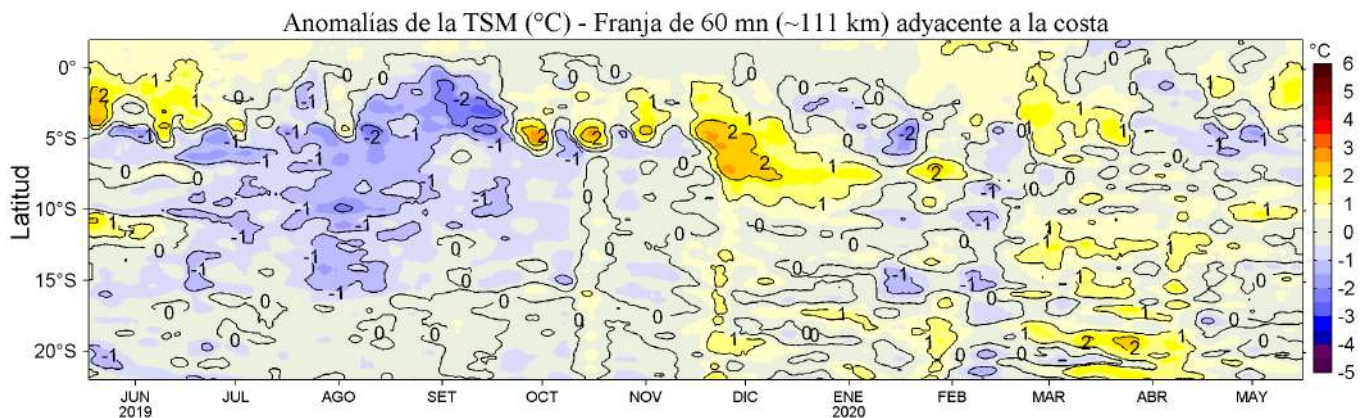 Anomalías de la TSM (°C) - Franja de 60 mn (~111 km) adyacente a la costa
°C
6
5
4
3
2
1
0
-1
-2
-3
-4
-5
Latitud
0°
5°S
10°S
15°S
20°S
JUN JUL AGO SET OCT NOV DIC ENE FEB MAR ABR MAY
2019 2020